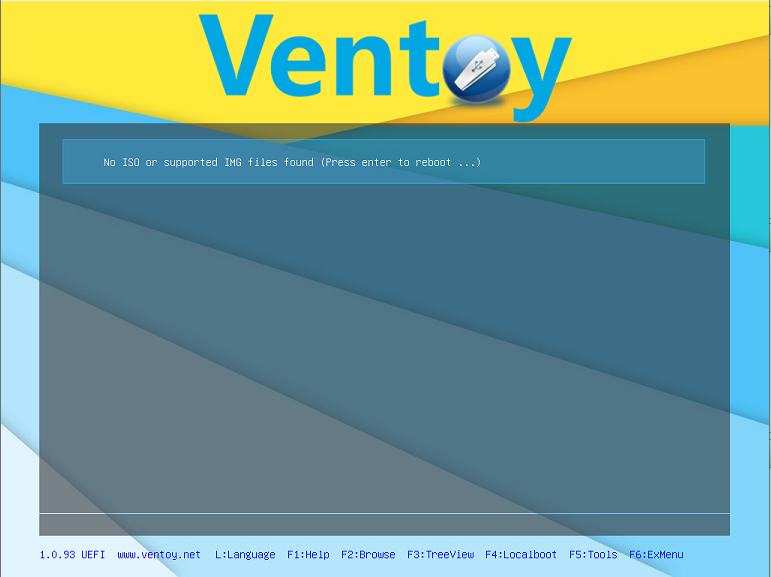 Ventoy
No ISO or supported IMG files found (Press enter to reboot ...)
1.0.93 UEFI www.ventoy.net L:Language F1:Help F2:Browse F3:TreeView F4:Localboot F5:Tools F6:ExMenu